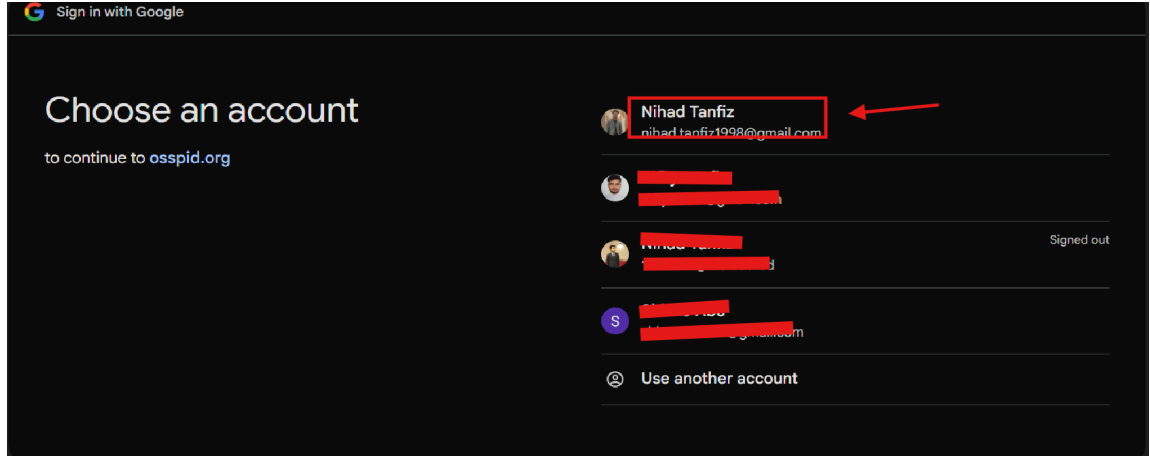 Sign in with Google
Choose an account
to continue to osspid.org
Nihad Tanfiz
nihad.tanfiz1998@gmail.com
Signed out
S
Use another account